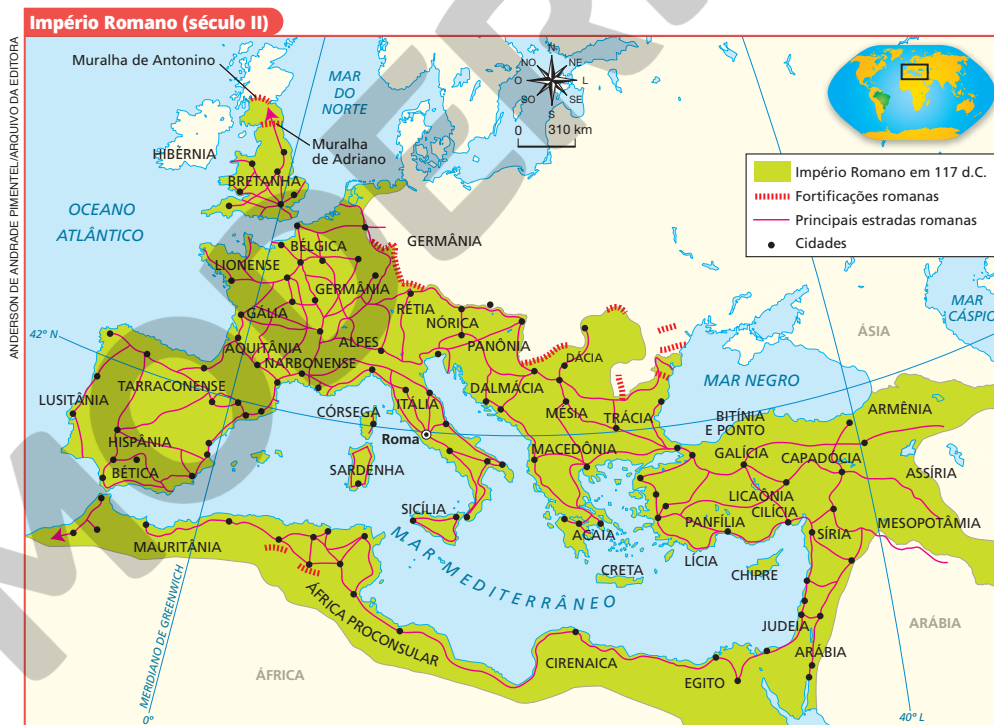 Império Romano (século II)
ANDERSON DE ANDRADE PIMENTEL/ARQUIVO DA EDITORA
Muralha de Antonino
MAR
DO
NORTE
N
NO
NE
O
L
SO
SE
S
0 310 km
Muralha
de Adriano
HIBÉRNIA
BRETANHA
Império Romano em 117 d.C.
Fortificações romanas
Principais estradas romanas
Cidades
OCEANO
ATLÂNTICO
BÉLGICA
GERMÂNIA
LIONENSE
GERMÂNIA
RÉTIA
NÓRICA
GÁLIA
PANÔNIA
MAR
CÁSPIO
ÁSIA
42º N
AQUITÂNIA
ALPES
NARBONENSE
DÁCIA
TARRACONENSE
LUSITÂNIA
DALMÁCIA
MAR NEGRO
CÓRSEGA
ITÁLIA
MÉSIA
TRÁCIA
BITÍNIA
E PONTO
ARMÊNIA
HISPÂNIA
Roma
MACEDÔNIA
GALÍCIA
CAPADÓCIA
BÉTICA
SARDENHA
ASSÍRIA
LICAÔNIA
CILÍCIA
SICÍLIA
PANFÍLIA
MESOPOTÂMIA
SÍRIA
MAURITÂNIA
ACAIA
LÍCIA
CRETA
CHIPRE
MAR MEDITERRÂNEO
ÁFRICA PROCONSULAR
JUDEIA
ARÁBIA
ARÁBIA
CIRENAICA
EGITO
ÁFRICA
MERIDIANO DE GREENWICH
0º
40º L